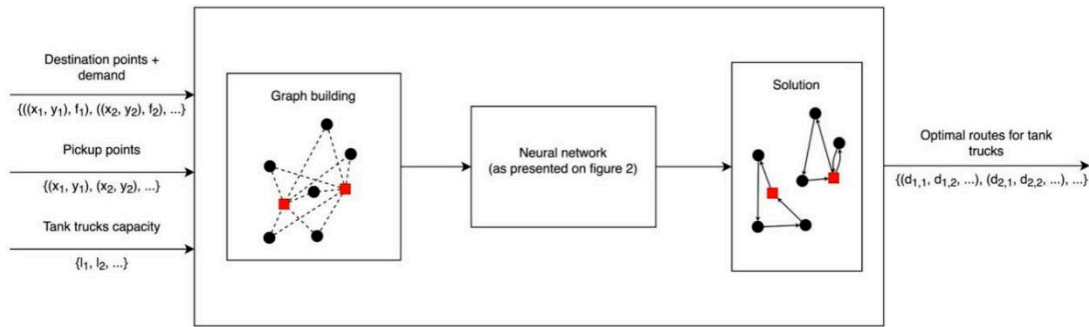 Destination points +
demand
{((x₁, y₁), f₁), ((x₂, y₂), f₂), ...}
Pickup points
{(x₁, y₁), (x₂, y₂), ...}
Tank trucks capacity
{l₁, l₂, ...}
Graph building
Neural network
(as presented on figure 2)
Solution
Optimal routes for tank
trucks
{(d₁,₁, d₁,₂, ...), (d₂,₁, d₂,₂, ...), ...}